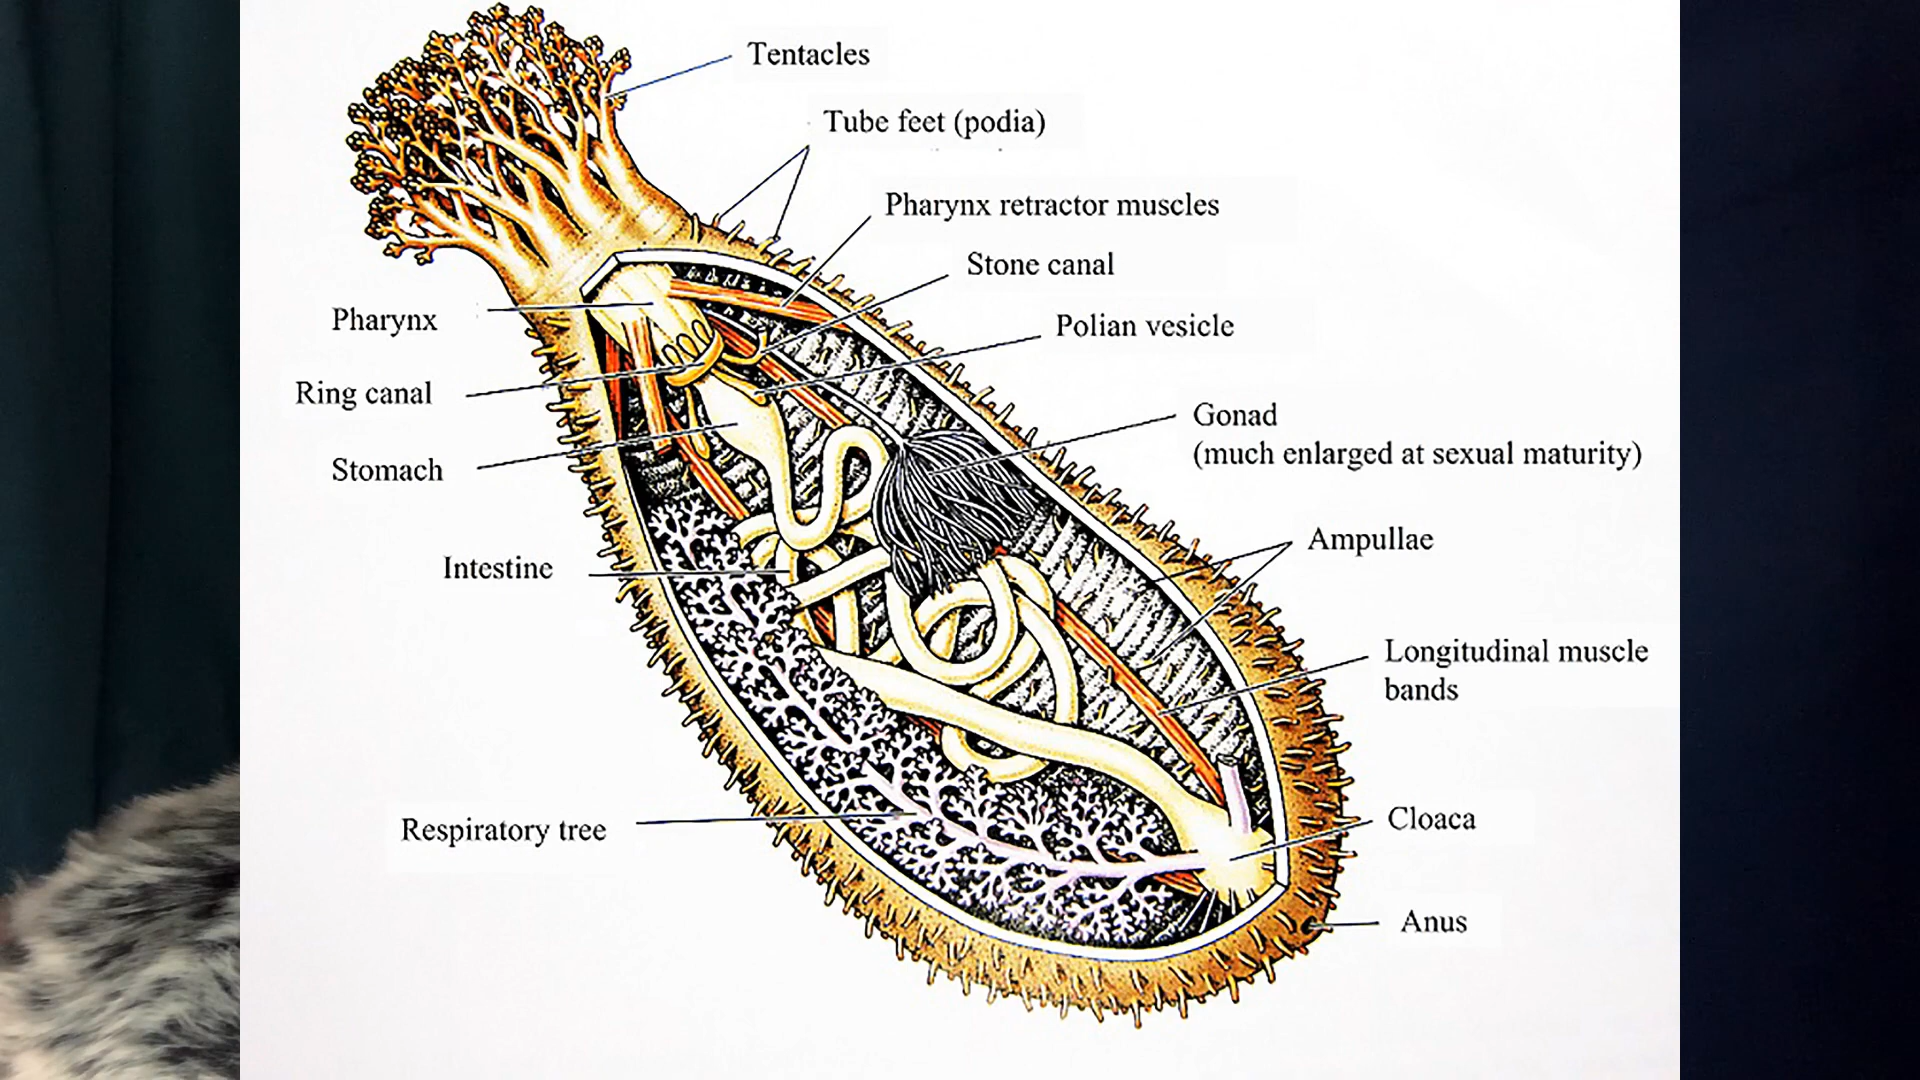 Tentacles
Tube feet (podia)
Pharynx retractor muscles
Stone canal
Pharynx
Polian vesicle
Ring canal
Gonad
(much enlarged at sexual maturity)
Stomach
Ampullae
Intestine
Longitudinal muscle
bands
Cloaca
Respiratory tree
Anus